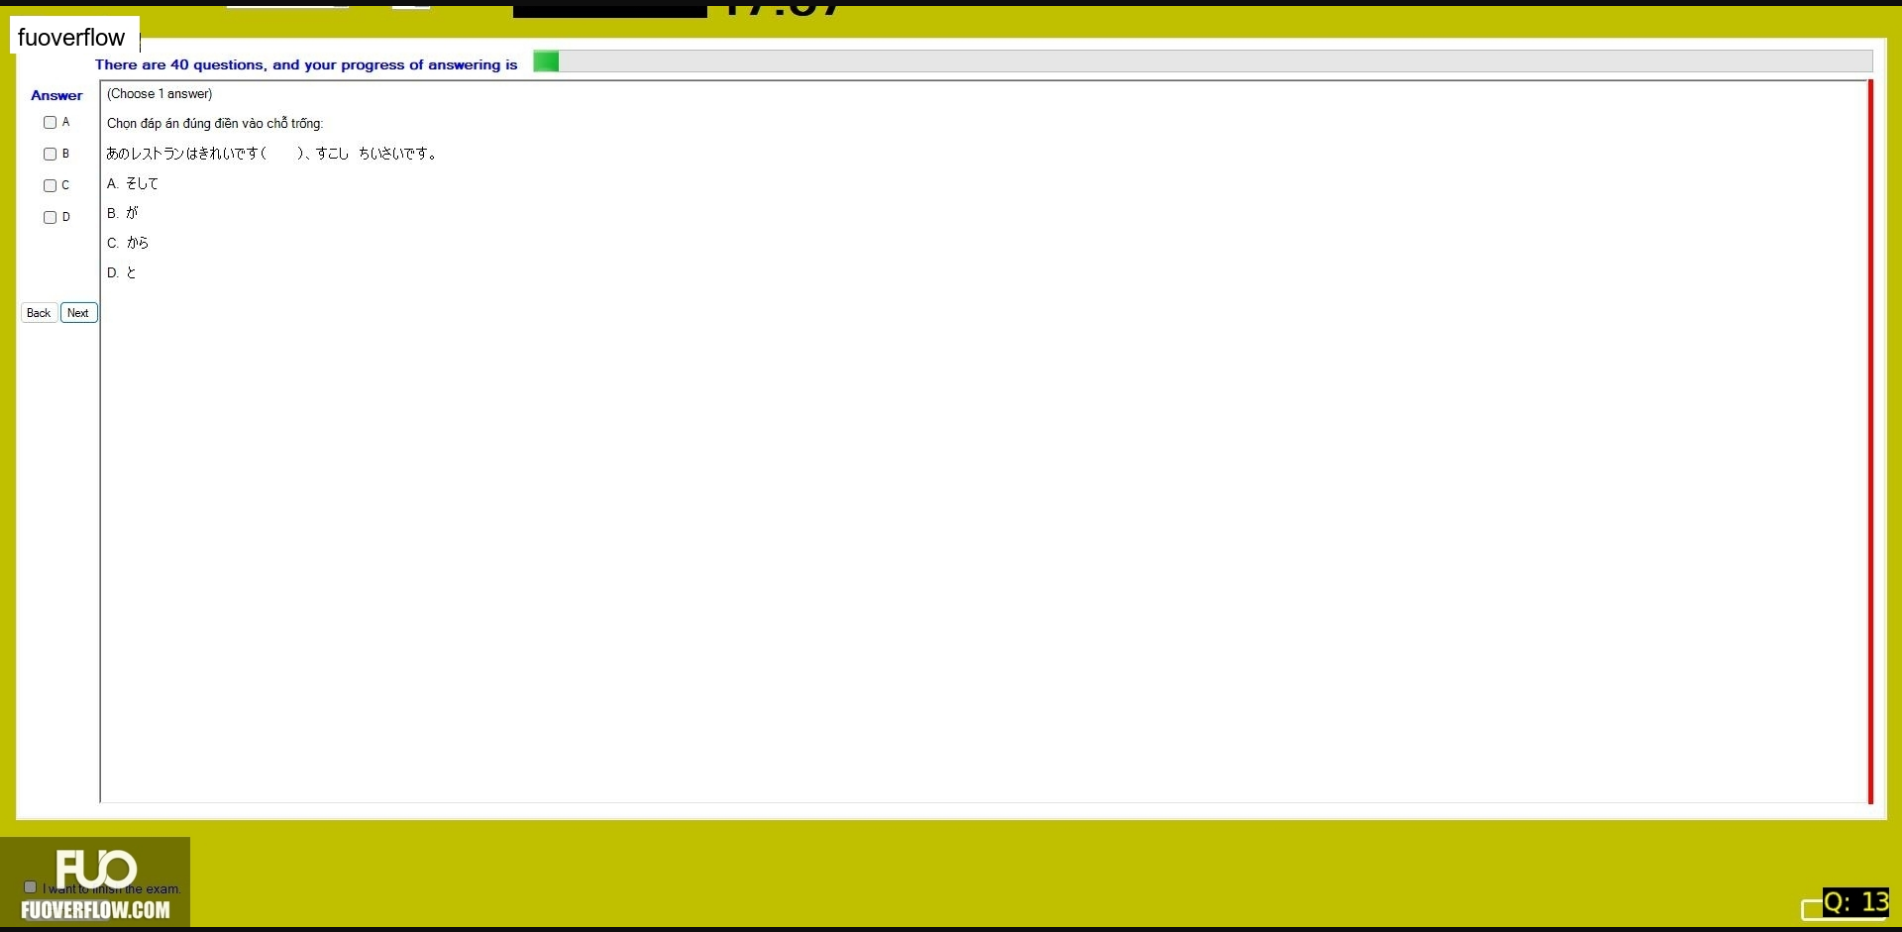 fuoverflow
There are 40 questions, and your progress of answering is
Answer
(Choose 1 answer)
A
Chọn đáp án đúng điền vào chỗ trống:
B
あのレストランはきれいです(　　)、すこし　ちいさいです。
C
A. そして
D
B. が
C. から
D. と
Back
Next
FUO
I want to finish the exam.
FUOVERFLOW.COM
Q: 13